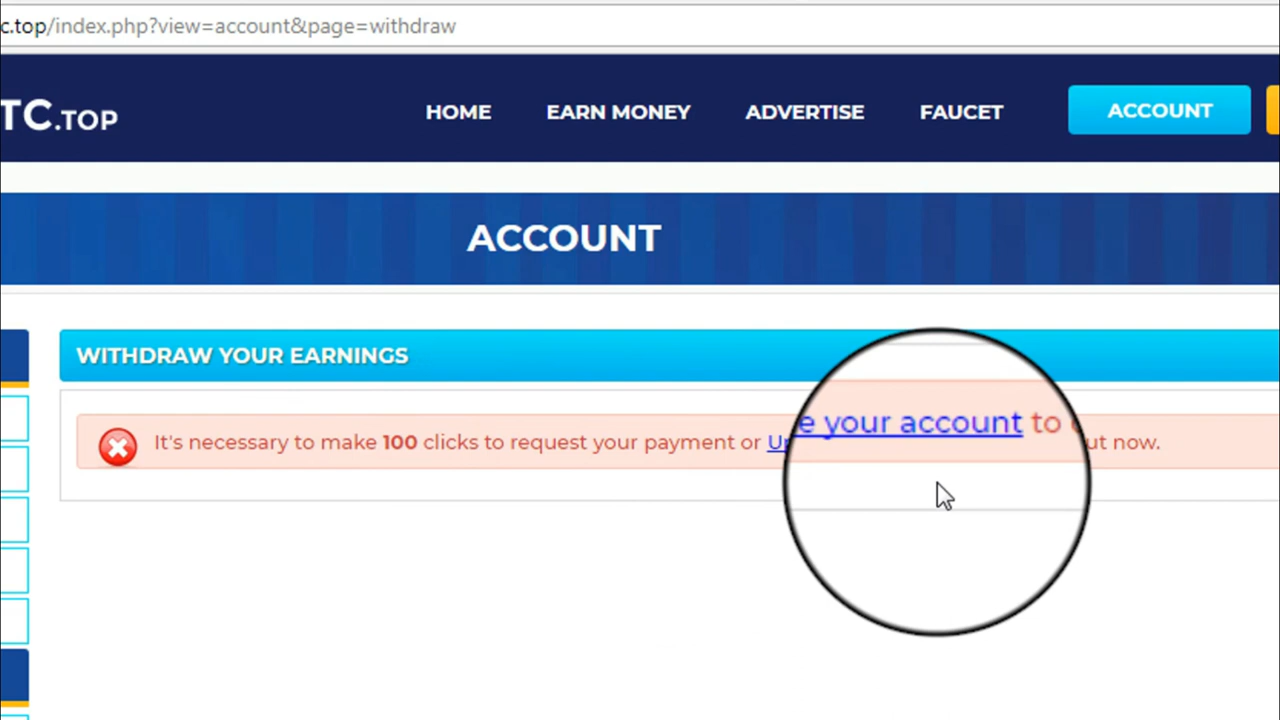 c.top/index.php?view=account&page=withdraw
TC.TOP
HOME EARN MONEY ADVERTISE FAUCET ACCOUNT
ACCOUNT
WITHDRAW YOUR EARNINGS
It's necessary to make 100 clicks to request your payment or e your account to ut now.